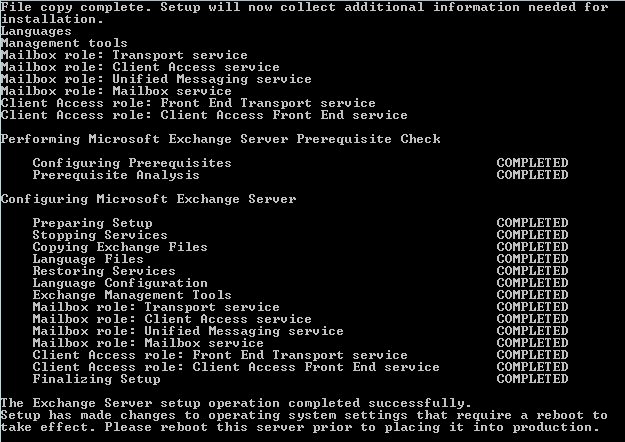 File copy complete. Setup will now collect additional information needed for
installation.
Languages
Management tools
Mailbox role: Transport service
Mailbox role: Client Access service
Mailbox role: Unified Messaging service
Mailbox role: Mailbox service
Client Access role: Front End Transport service
Client Access role: Client Access Front End service
Performing Microsoft Exchange Server Prerequisite Check
Configuring Prerequisites COMPLETED
Prerequisite Analysis COMPLETED
Configuring Microsoft Exchange Server
Preparing Setup COMPLETED
Stopping Services COMPLETED
Copying Exchange Files COMPLETED
Language Files COMPLETED
Restoring Services COMPLETED
Language Configuration COMPLETED
Exchange Management Tools COMPLETED
Mailbox role: Transport service COMPLETED
Mailbox role: Client Access service COMPLETED
Mailbox role: Unified Messaging service COMPLETED
Mailbox role: Mailbox service COMPLETED
Client Access role: Front End Transport service COMPLETED
Client Access role: Client Access Front End service COMPLETED
Finalizing Setup COMPLETED
The Exchange Server setup operation completed successfully.
Setup has made changes to operating system settings that require a reboot to
take effect. Please reboot this server prior to placing it into production.